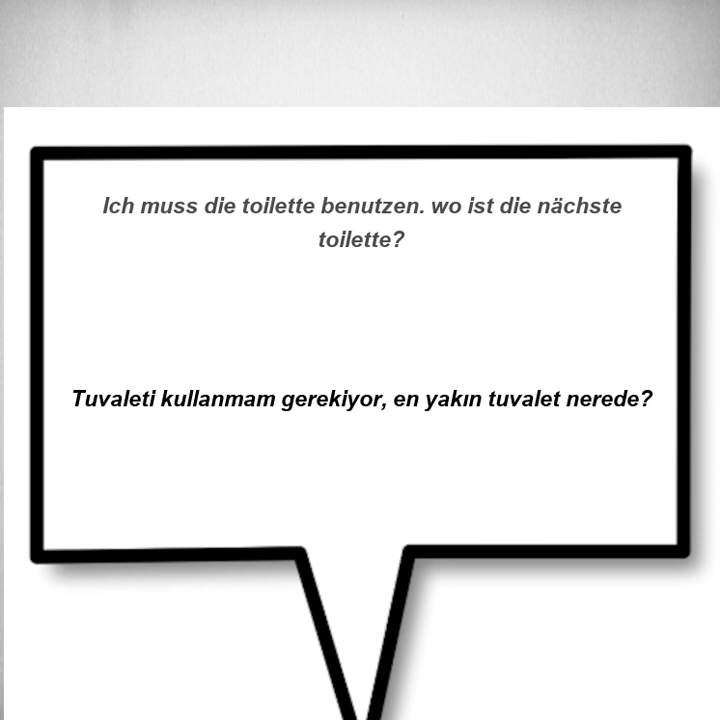 Ich muss die toilette benutzen. wo ist die nächste
toilette?
Tuvaleti kullanmam gerekiyor, en yakın tuvalet nerede?